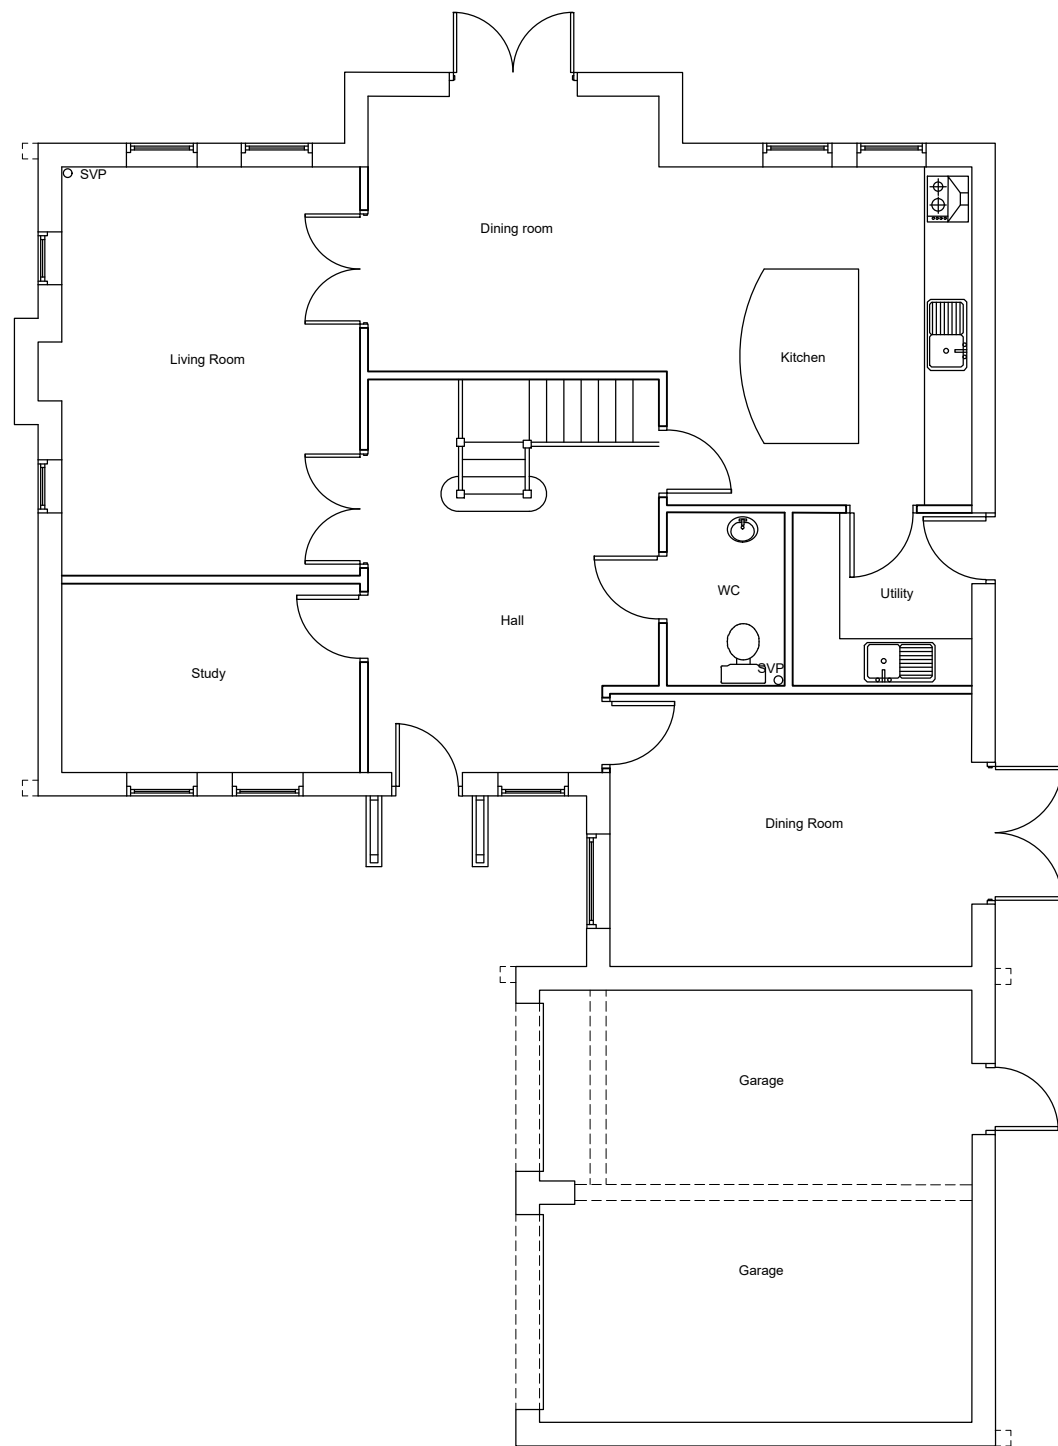 SVP
Dining room
Living Room
Kitchen
WC
Utility
Hall
SVP
Study
Dining Room
Garage
Garage